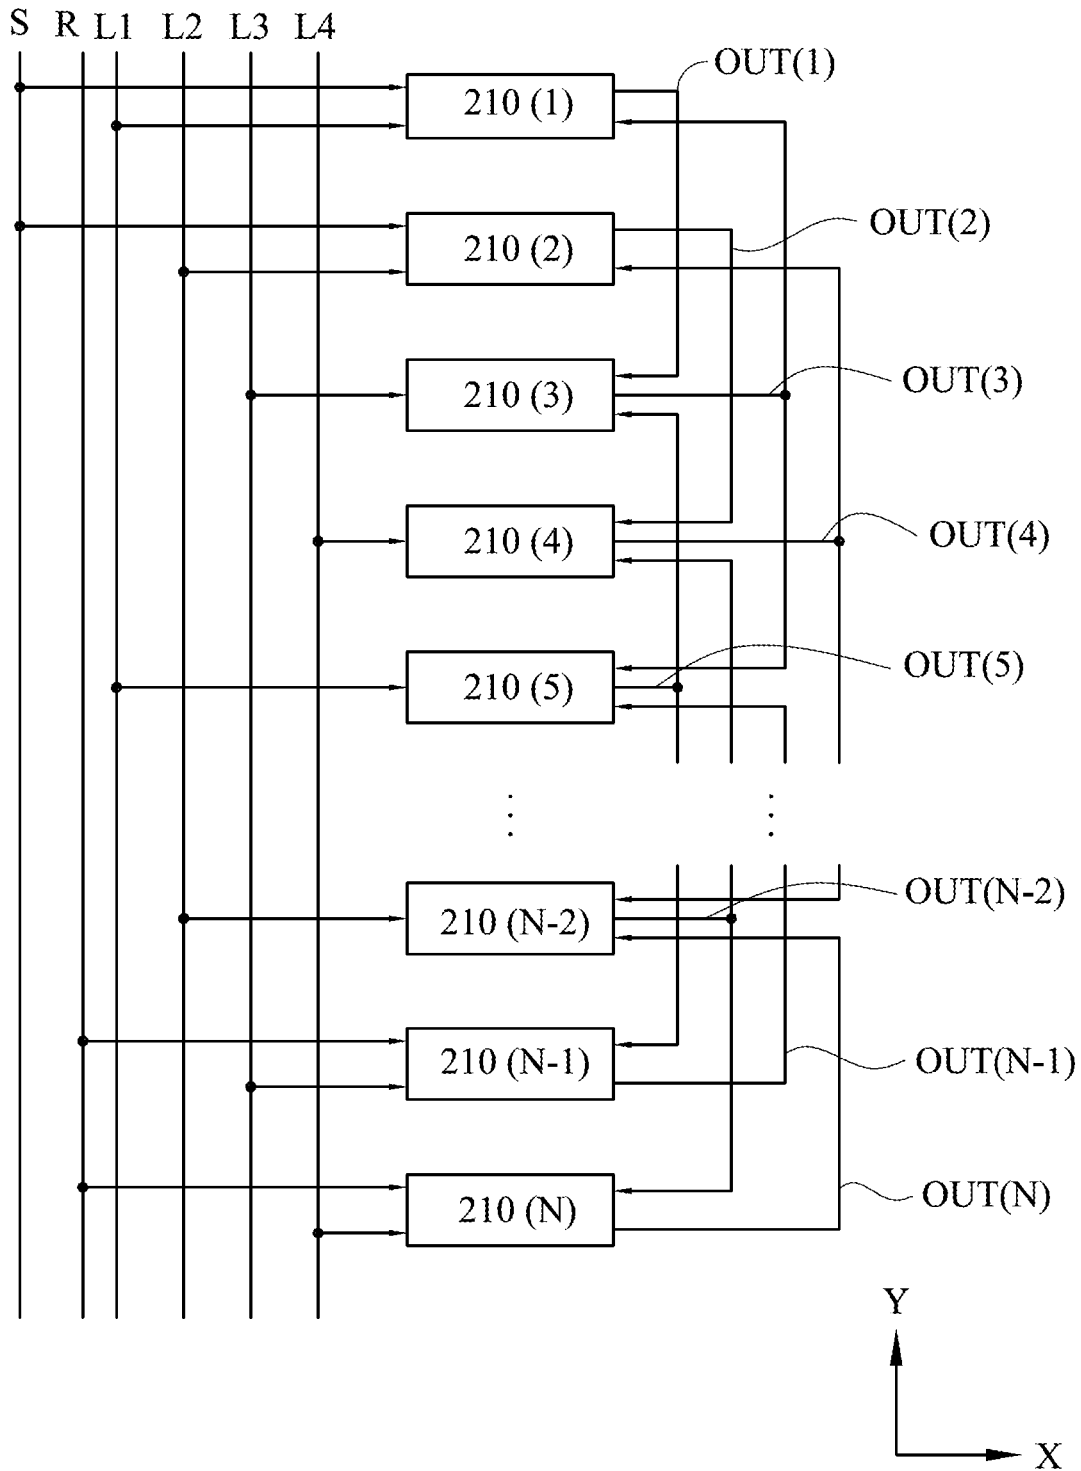 S R L1 L2 L3 L4
OUT(1)
210 (1)
210 (2)
OUT(2)
210 (3)
OUT(3)
210 (4)
OUT(4)
210 (5)
OUT(5)
210 (N-2)
OUT(N-2)
210 (N-1)
OUT(N-1)
210 (N)
OUT(N)
Y
X